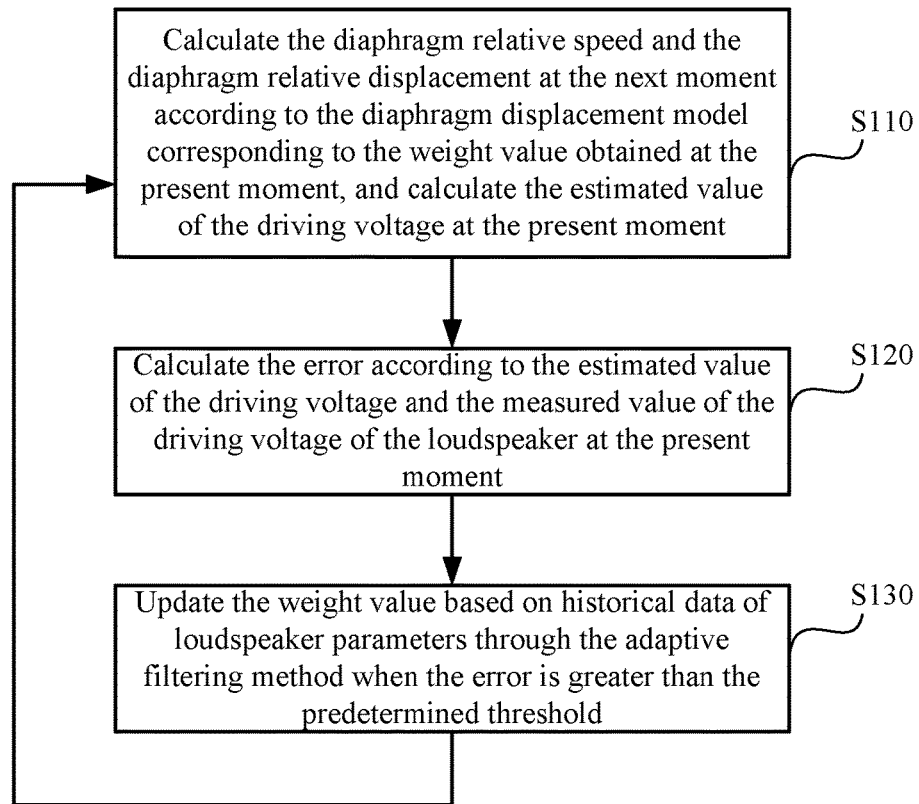 Calculate the diaphragm relative speed and the
diaphragm relative displacement at the next moment
according to the diaphragm displacement model
corresponding to the weight value obtained at the
present moment, and calculate the estimated value
of the driving voltage at the present moment
S110
Calculate the error according to the estimated value
of the driving voltage and the measured value of the
driving voltage of the loudspeaker at the present
moment
S120
Update the weight value based on historical data of
loudspeaker parameters through the adaptive
filtering method when the error is greater than the
predetermined threshold
S130